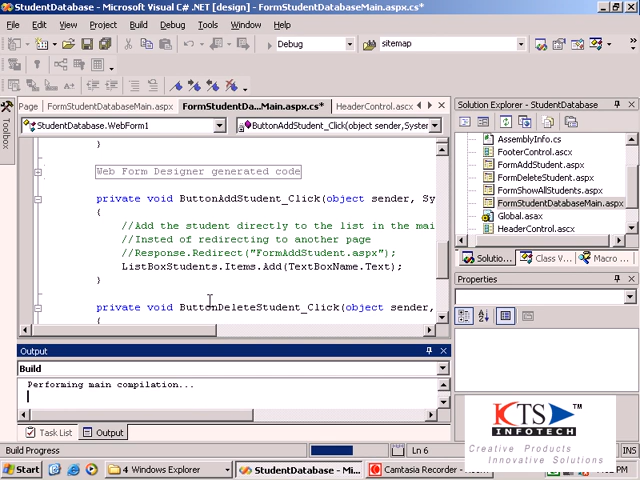 StudentDatabase - Microsoft Visual C# .NET [design] - FormStudentDatabaseMain.aspx.cs*
File Edit View Project Build Debug Tools Window Help
Debug sitemap
Page FormStudentDatabaseMain.aspx FormStudentDa...Main.aspx.cs* HeaderControl.ascx
StudentDatabase.WebForm1 ButtonAddStudent_Click(object sender,System
}
Web Form Designer generated code
private void ButtonAddStudent_Click(object sender, Sy
{
//Add the student directly to the list in the mai
//Insted of redirecting to another page
//Response.Redirect("FormAddStudent.aspx");
ListBoxStudents.Items.Add(TextBoxName.Text);
}
private void ButtonDeleteStudent_Click(object sender,
Toolbox
Solution Explorer - StudentDatabase
AssemblyInfo.cs
FooterControl.ascx
FormAddStudent.aspx
FormDeleteStudent.aspx
FormShowAllStudents.aspx
FormStudentDatabaseMain.aspx
Global.asax
HeaderControl.ascx
Solutio... Class V... Macro ...
Properties
Output
Build
Performing main compilation...
Task List Output
Build Progress Ln 6 INS
KTS TM
INFOTECH
Creative Products
Innovative Solutions
Start 4 Windows Explorer StudentDatabase - Mi... Camtasia Recorder -